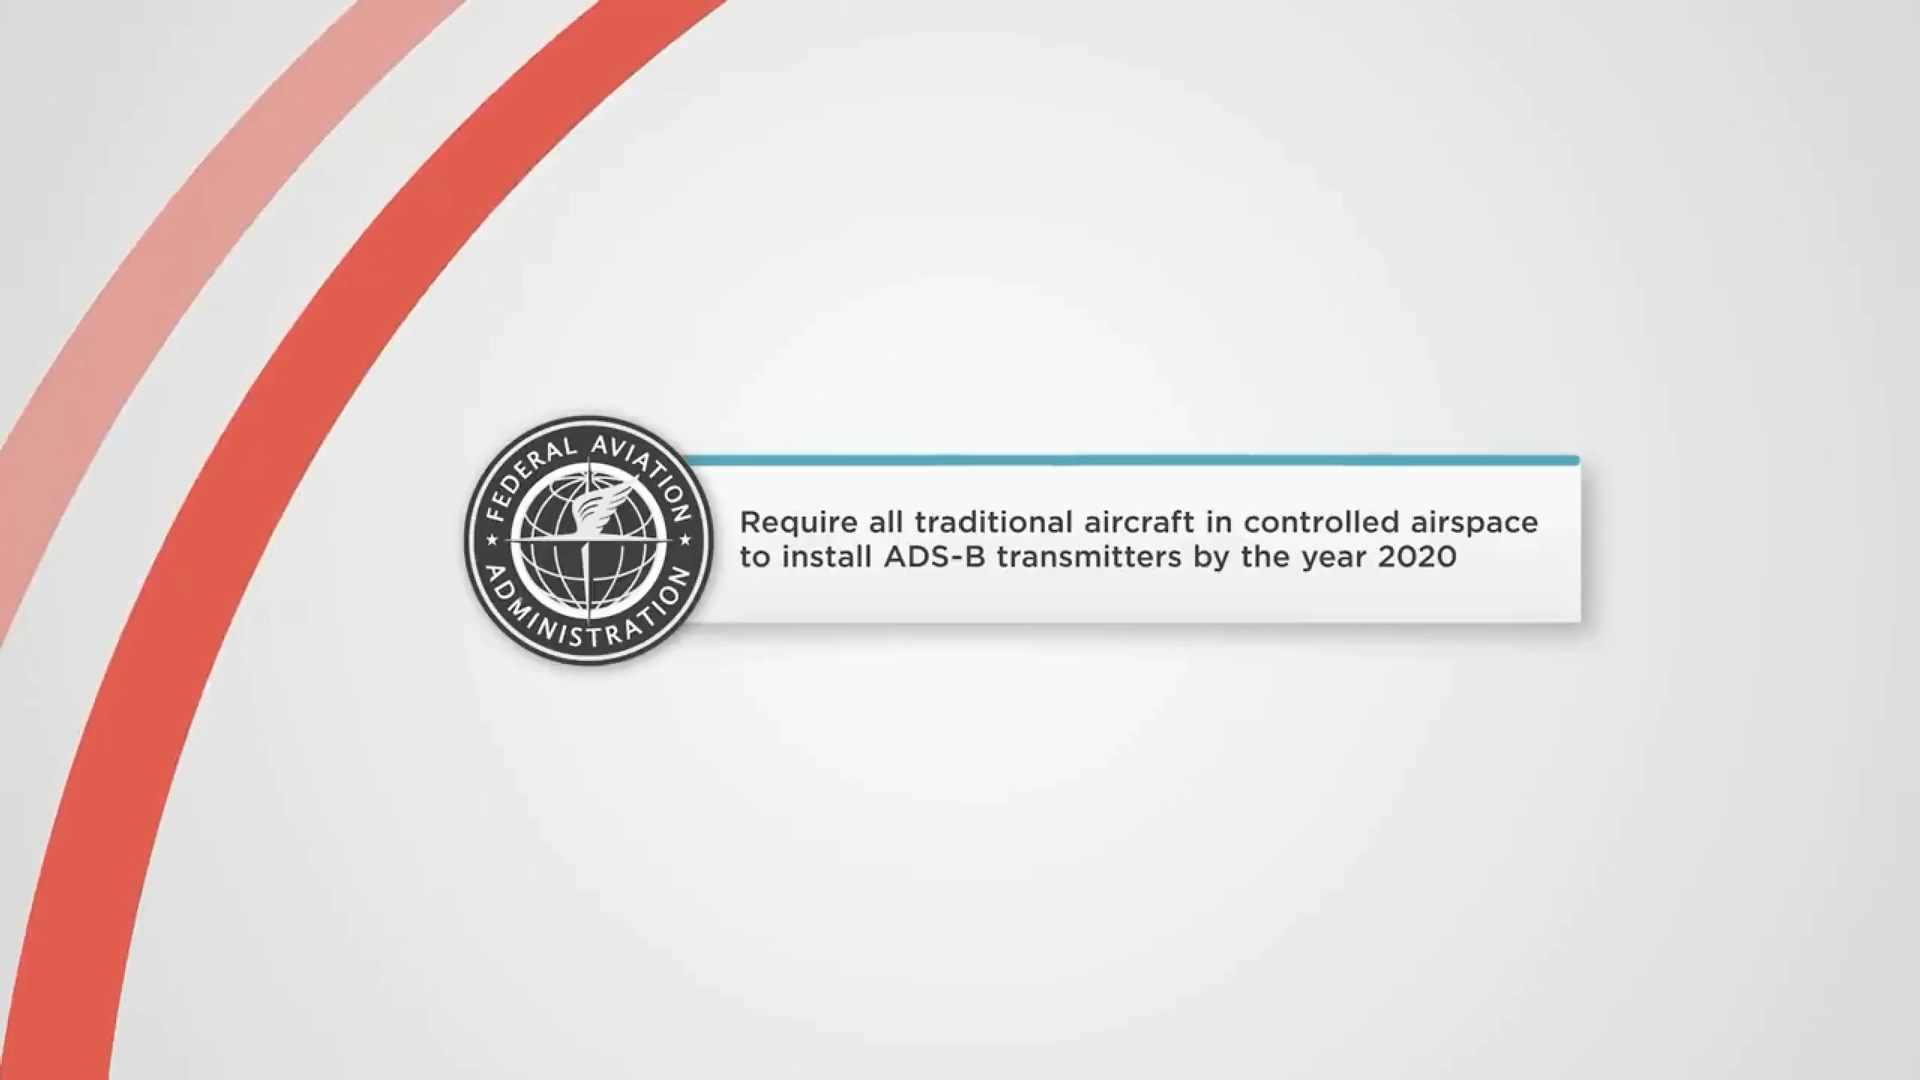 FEDERAL AVIATION
ADMINISTRATION
Require all traditional aircraft in controlled airspace
to install ADS-B transmitters by the year 2020